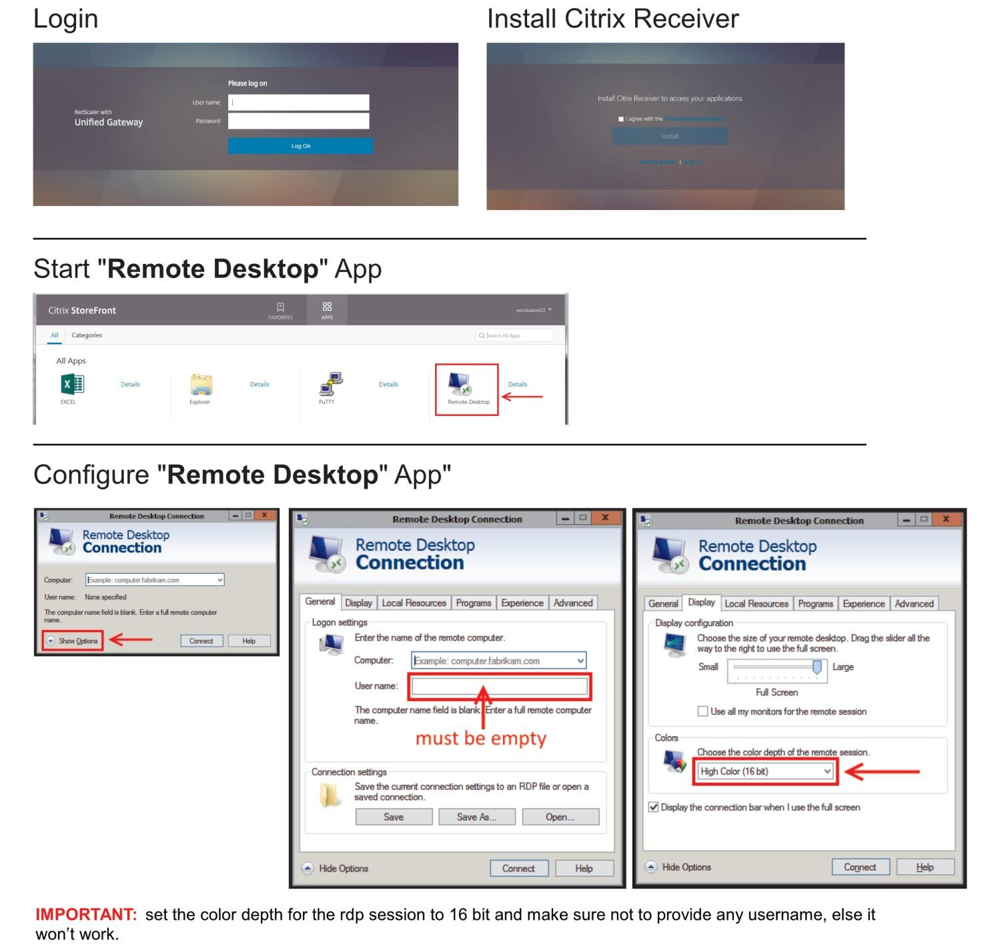 Login
Install Citrix Receiver
Please log on
User name
NetScaler with
Unified Gateway
Password
Log On
Install Citrix Receiver to access your applications
I agree with the Citrix license agreement
Install
Security details | Log on
Start "Remote Desktop" App
Citrix StoreFront
FAVORITES
APPS
eecstudent23
All
Categories
Search All Apps
All Apps
Details
Details
Details
Details
EXCEL
Explorer
PuTTY
Remote Desktop
Configure "Remote Desktop" App"
Remote Desktop Connection
Remote Desktop
Connection
Computer:
Example: computer.fabrikam.com
User name:
None specified
The computer name field is blank. Enter a full remote computer
name.
Show Options
Connect
Help
Remote Desktop Connection
Remote Desktop
Connection
General
Display
Local Resources
Programs
Experience
Advanced
Logon settings
Enter the name of the remote computer.
Computer:
Example: computer.fabrikam.com
User name:
The computer name field is blank. Enter a full remote computer
name.
must be empty
Connection settings
Save the current connection settings to an RDP file or open a
saved connection.
Save
Save As...
Open...
Hide Options
Connect
Help
Remote Desktop Connection
Remote Desktop
Connection
General
Display
Local Resources
Programs
Experience
Advanced
Display configuration
Choose the size of your remote desktop. Drag the slider all the
way to the right to use the full screen.
Small
Large
Full Screen
Use all my monitors for the remote session
Colors
Choose the color depth of the remote session.
High Color (16 bit)
Display the connection bar when I use the full screen
Hide Options
Connect
Help
IMPORTANT: set the color depth for the rdp session to 16 bit and make sure not to provide any username, else it
won’t work.